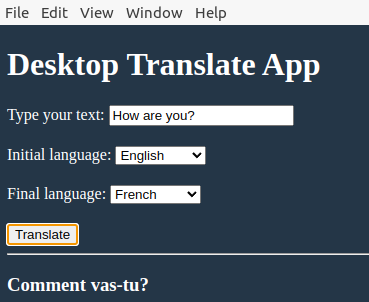 File Edit View Window Help
Desktop Translate App
Type your text: How are you?
Initial language: English
Final language: French
Translate
Comment vas-tu?